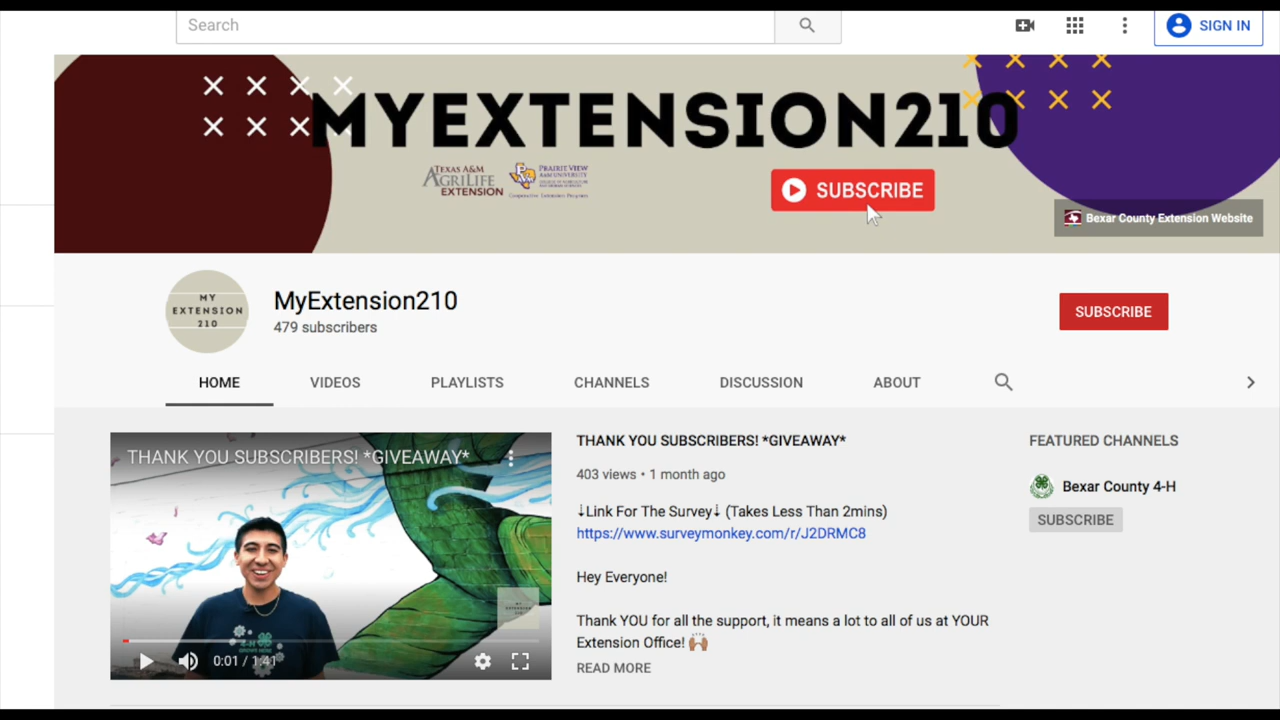 Search
SIGN IN
MYEXTENSION210
TEXAS A&M
AGRILIFE
EXTENSION
PRAIRIE VIEW
A&M UNIVERSITY
Cooperative Extension Program
SUBSCRIBE
Bexar County Extension Website
MY
EXTENSION
210
MyExtension210
479 subscribers
SUBSCRIBE
HOME
VIDEOS
PLAYLISTS
CHANNELS
DISCUSSION
ABOUT
THANK YOU SUBSCRIBERS! *GIVEAWAY*
0:01 / 1:41
THANK YOU SUBSCRIBERS! *GIVEAWAY*
403 views • 1 month ago
↓Link For The Survey↓ (Takes Less Than 2mins)
https://www.surveymonkey.com/r/J2DRMC8
Hey Everyone!
Thank YOU for all the support, it means a lot to all of us at YOUR
Extension Office! 🙌🏽
READ MORE
FEATURED CHANNELS
Bexar County 4-H
SUBSCRIBE